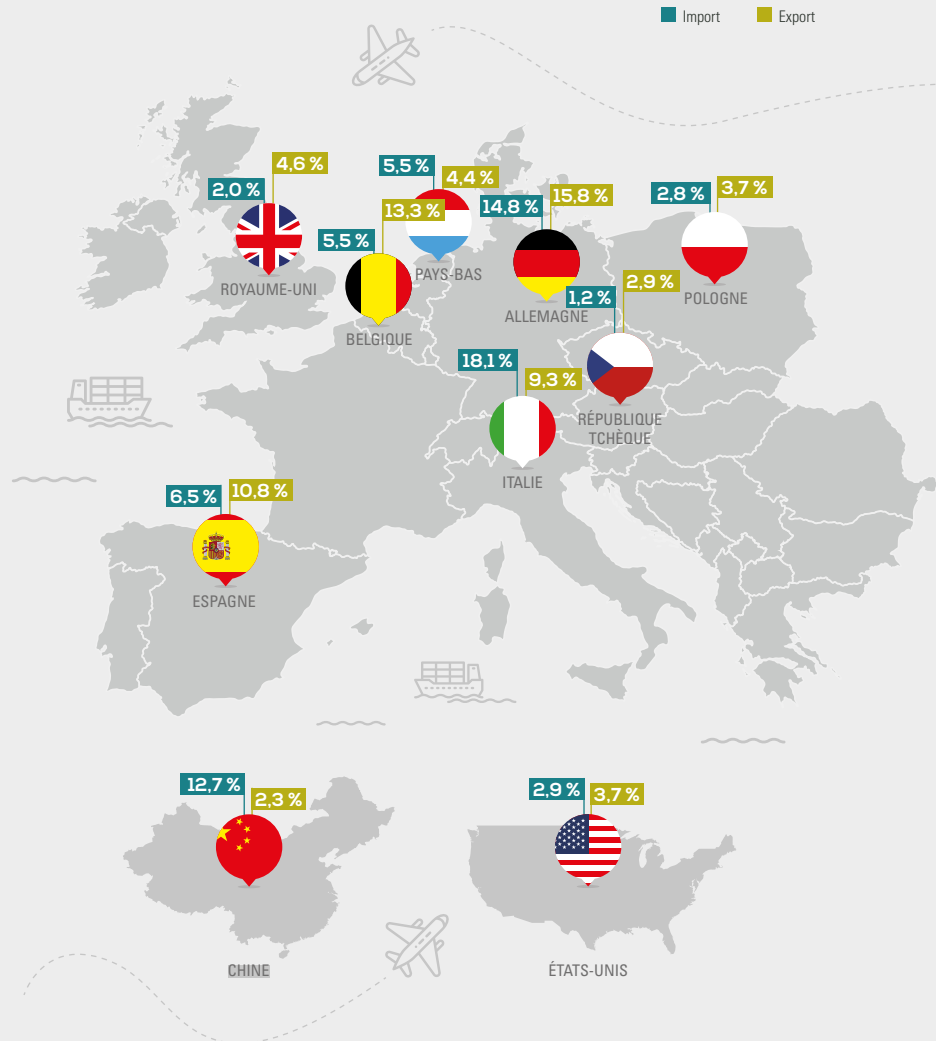 Import
Export
4,6 %
2,0 %
ROYAUME-UNI
5,5 %
4,4 %
PAYS-BAS
13,3 %
5,5 %
BELGIQUE
14,8 %
15,8 %
ALLEMAGNE
2,8 %
3,7 %
POLOGNE
1,2 %
2,9 %
RÉPUBLIQUE
TCHÈQUE
18,1 %
9,3 %
ITALIE
6,5 %
10,8 %
ESPAGNE
12,7 %
2,3 %
CHINE
2,9 %
3,7 %
ÉTATS-UNIS